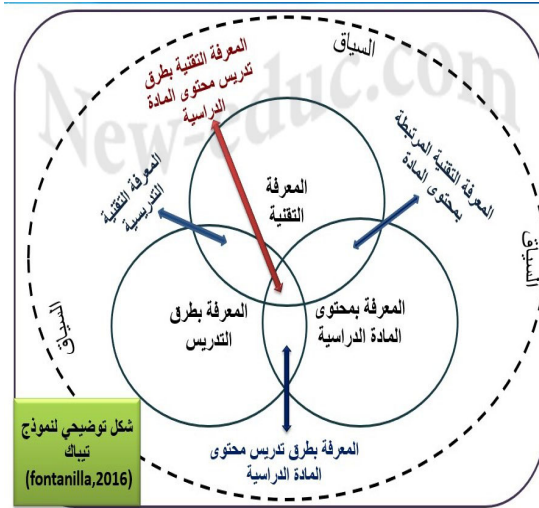 السياق
المعرفة التقنية بطرق
تدريس محتوى المادة
الدراسية
New-educ.com
المعرفة التقنية المرتبطة
بمحتوى المادة
المعرفة التقنية
التدريسية
المعرفة
التقنية
السياق
السياق
المعرفة بمحتوى
المادة الدراسية
المعرفة بطرق
التدريس
المعرفة بطرق تدريس محتوى
المادة الدراسية
شكل توضيحي لنموذج
تيباك
(fontanilla,2016)